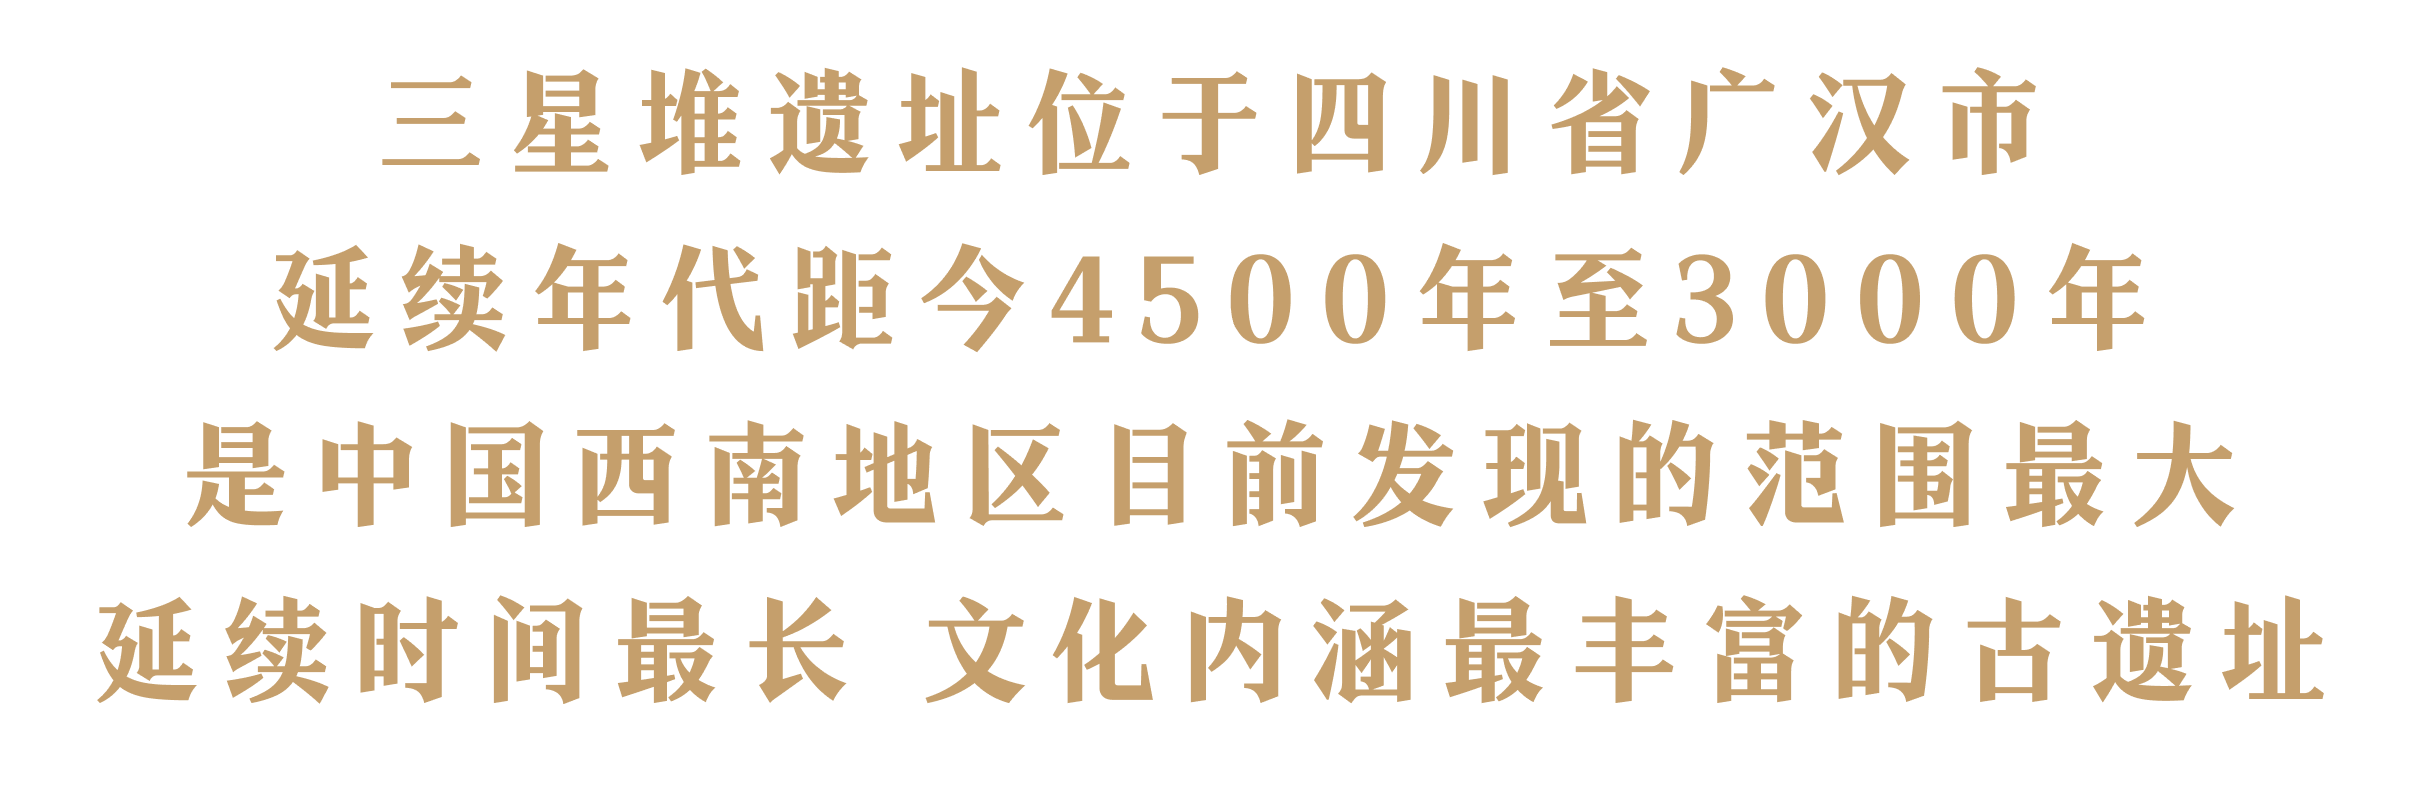 三星堆遗址位于四川省广汉市
延续年代距今4500年至3000年
是中国西南地区目前发现的范围最大
延续时间最长 文化内涵最丰富的古遗址